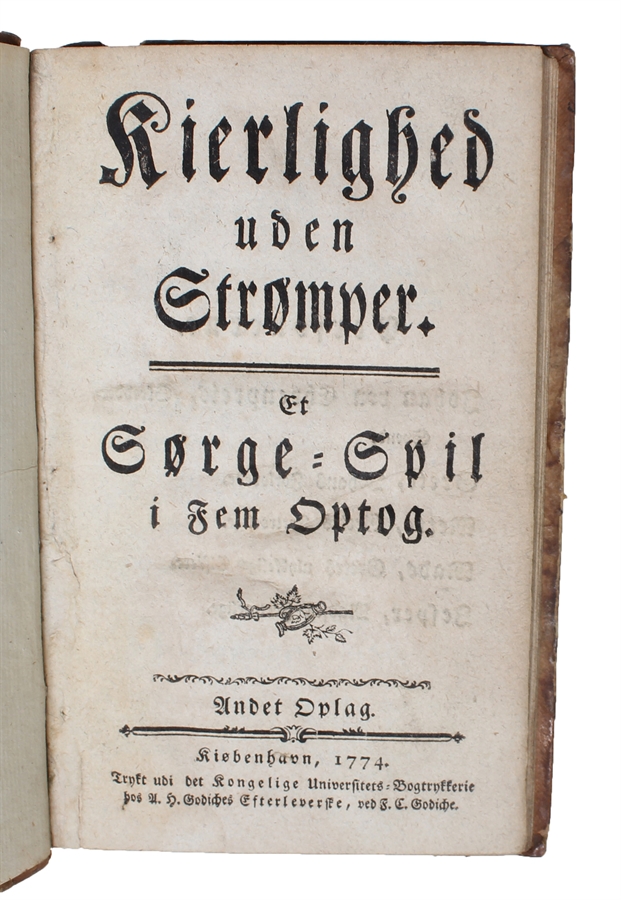 Kierlighed
uden
Strømper.
Et
Sørge-Spil
i Fem Optog.
Andet Oplag.
Kiøbenhavn, 1774.
Trykt udi det Kongelige Universitets-Bogtrykkerie
hos A. H. Godiches Efterleverske, ved F. C. Godiche.